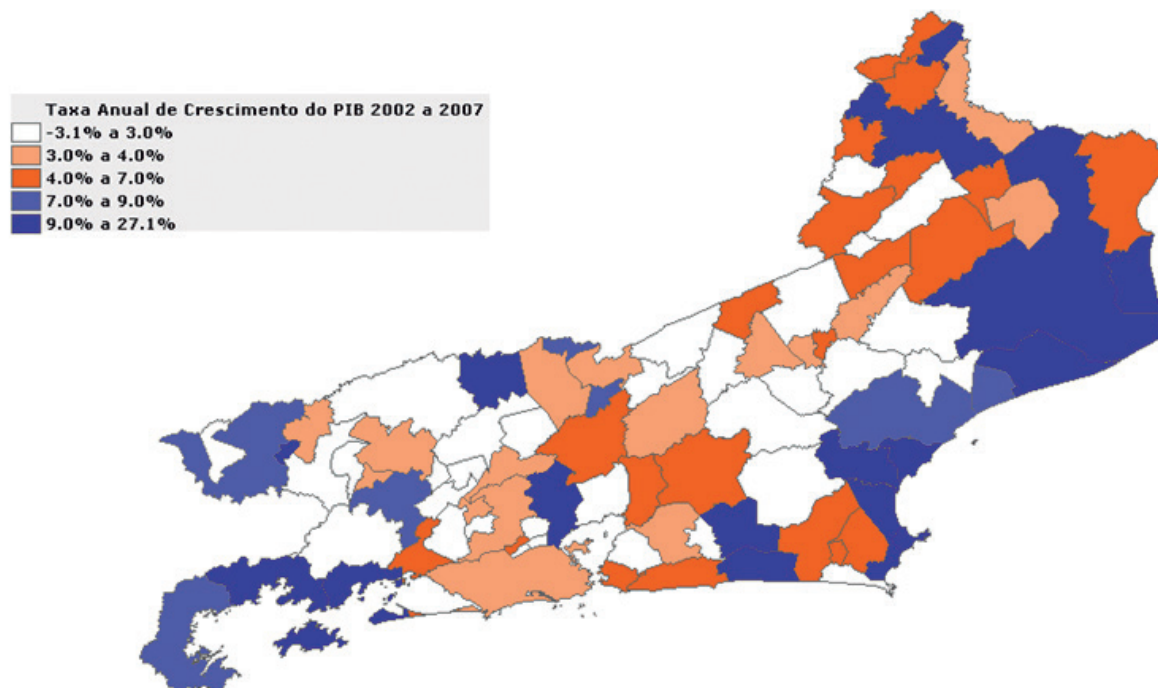 Taxa Anual de Crescimento do PIB 2002 a 2007
-3.1% a 3.0%
3.0% a 4.0%
4.0% a 7.0%
7.0% a 9.0%
9.0% a 27.1%